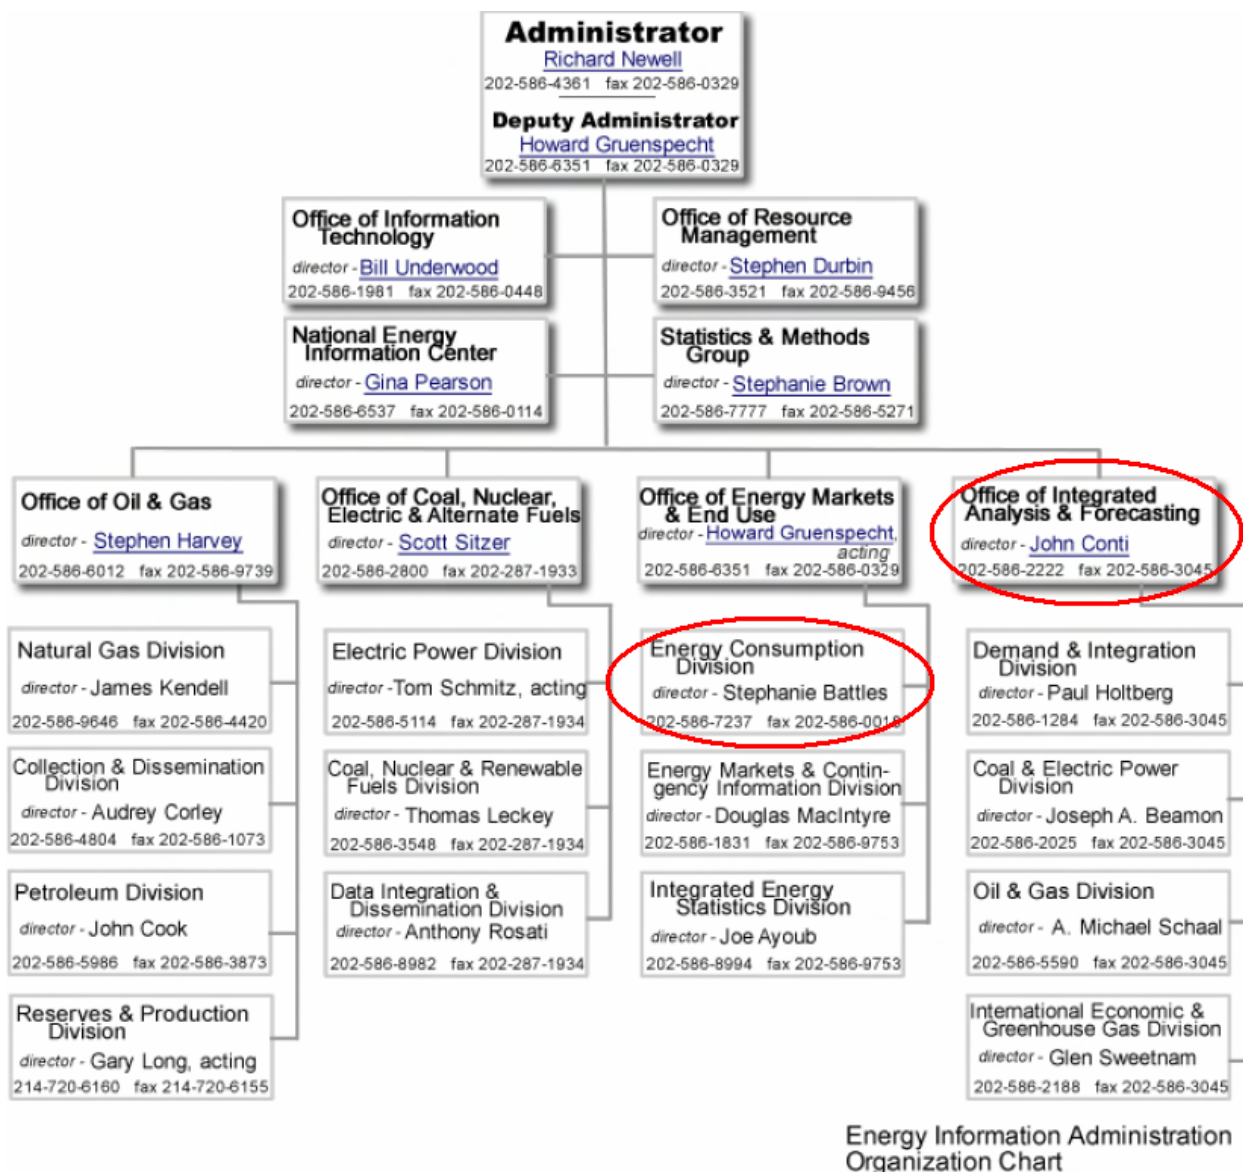 Administrator
Richard Newell
202-586-4361 fax 202-586-0329
Deputy Administrator
Howard Gruenspecht
202-586-6351 fax 202-586-0329
Office of Information
Technology
director - Bill Underwood
202-586-1981 fax 202-586-0448
Office of Resource
Management
director - Stephen Durbin
202-586-3521 fax 202-586-9456
National Energy
Information Center
director - Gina Pearson
202-586-6537 fax 202-586-0114
Statistics & Methods
Group
director - Stephanie Brown
202-586-7777 fax 202-586-5271
Office of Oil & Gas
director - Stephen Harvey
202-586-6012 fax 202-586-9739
Office of Coal, Nuclear,
Electric & Alternate Fuels
director - Scott Sitzer
202-586-2800 fax 202-287-1933
Office of Energy Markets
& End Use
director - Howard Gruenspecht,
acting
202-586-6351 fax 202-586-0329
Office of Integrated
Analysis & Forecasting
director - John Conti
202-586-2222 fax 202-586-3045
Natural Gas Division
director - James Kendell
202-586-9646 fax 202-586-4420
Collection & Dissemination
Division
director - Audrey Corley
202-586-4804 fax 202-586-1073
Petroleum Division
director - John Cook
202-586-5986 fax 202-586-3873
Reserves & Production
Division
director - Gary Long, acting
214-720-6160 fax 214-720-6155
Electric Power Division
director -Tom Schmitz, acting
202-586-5114 fax 202-287-1934
Coal, Nuclear & Renewable
Fuels Division
director - Thomas Leckey
202-586-3548 fax 202-287-1934
Data Integration &
Dissemination Division
director - Anthony Rosati
202-586-8982 fax 202-287-1934
Energy Consumption
Division
director - Stephanie Battles
202-586-7237 fax 202-586-0018
Energy Markets & Contin-
gency Information Division
director - Douglas MacIntyre
202-586-1831 fax 202-586-9753
Integrated Energy
Statistics Division
director - Joe Ayoub
202-586-8994 fax 202-586-9753
Demand & Integration
Division
director - Paul Holtberg
202-586-1284 fax 202-586-3045
Coal & Electric Power
Division
director - Joseph A. Beamon
202-586-2025 fax 202-586-3045
Oil & Gas Division
director - A. Michael Schaal
202-586-5590 fax 202-586-3045
International Economic &
Greenhouse Gas Division
director - Glen Sweetnam
202-586-2188 fax 202-586-3045
Energy Information Administration
Organization Chart